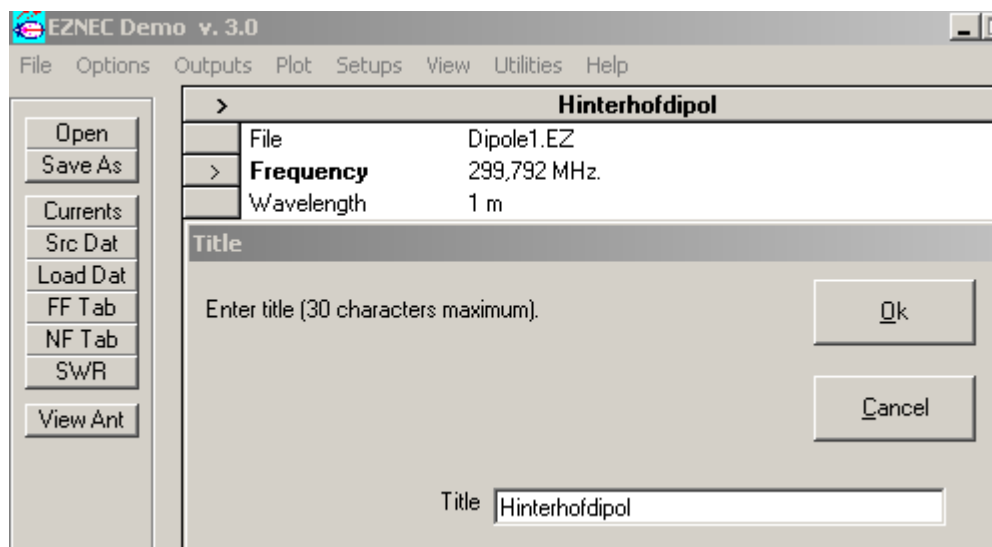 EZNEC Demo v. 3.0
File Options Outputs Plot Setups View Utilities Help
> Hinterhofdipol
Open
Save As
Currents
Src Dat
Load Dat
FF Tab
NF Tab
SWR
View Ant
File Dipole1.EZ
> Frequency 299,792 MHz.
Wavelength 1 m
Title
Enter title (30 characters maximum).
Ok
Cancel
Title Hinterhofdipol